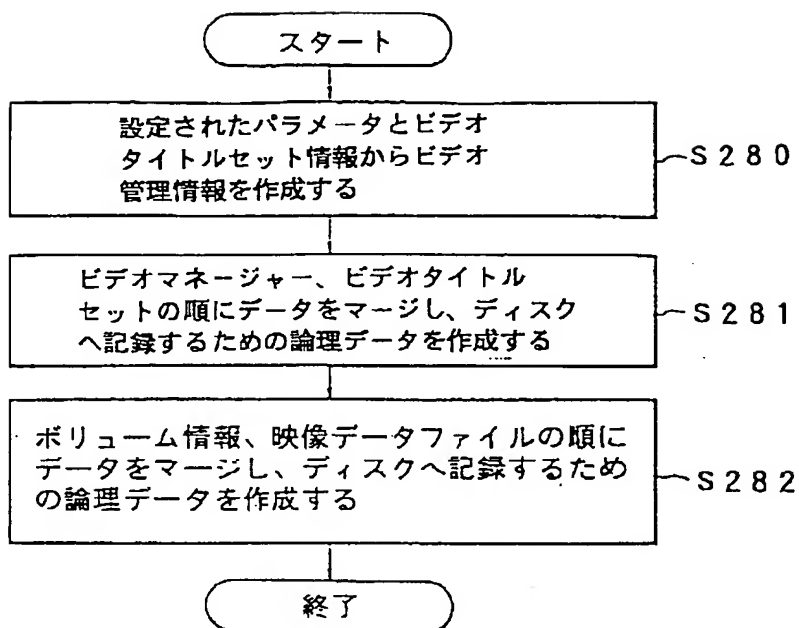 スタート
設定されたパラメータとビデオ
タイトルセット情報からビデオ
管理情報を作成する
S280
ビデオマネージャー、ビデオタイトル
セットの順にデータをマージし、ディスク
へ記録するための論理データを作成する
S281
ボリューム情報、映像データファイルの順に
データをマージし、ディスクへ記録するため
の論理データを作成する
S282
終了